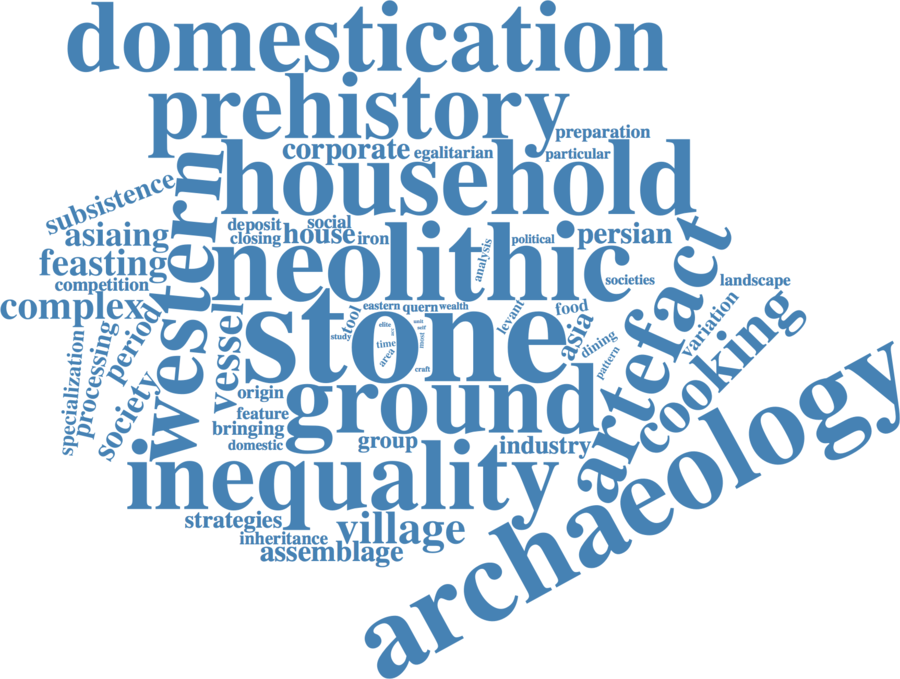 domestication
prehistory
preparation
corporate
egalitarian
particular
household
western
subsistence
deposit
social
asiaing
closing
house
iron
neolithic
analysis
political
persian
artefact
feasting
societies
landscape
competition
complex
period
vessel
stone
tool
eastern
quern
wealth
levant
food
asia
variation
cooking
study
elite
unit
self
time
area
most
craft
dining
pattern
specialization
processing
society
origin
ground
feature
bringing
domestic
group
industry
archaeology
inequality
strategies
village
inheritance
assemblage